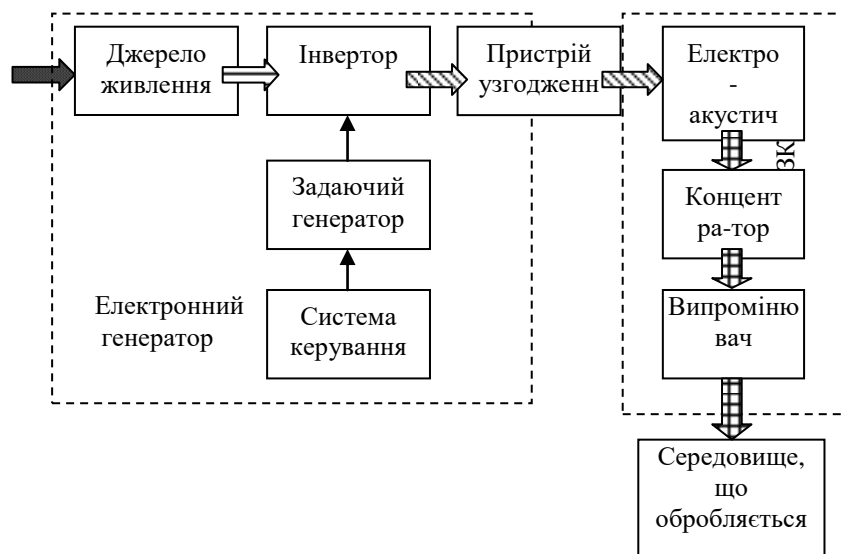 Джерело
живлення
Інвертор
Пристрій
узгодженн
Електро
-
акустич
ЗК
Задаючий
генератор
Концент
ра-тор
Електронний
генератор
Система
керування
Випроміню
вач
Середовище,
що
обробляється